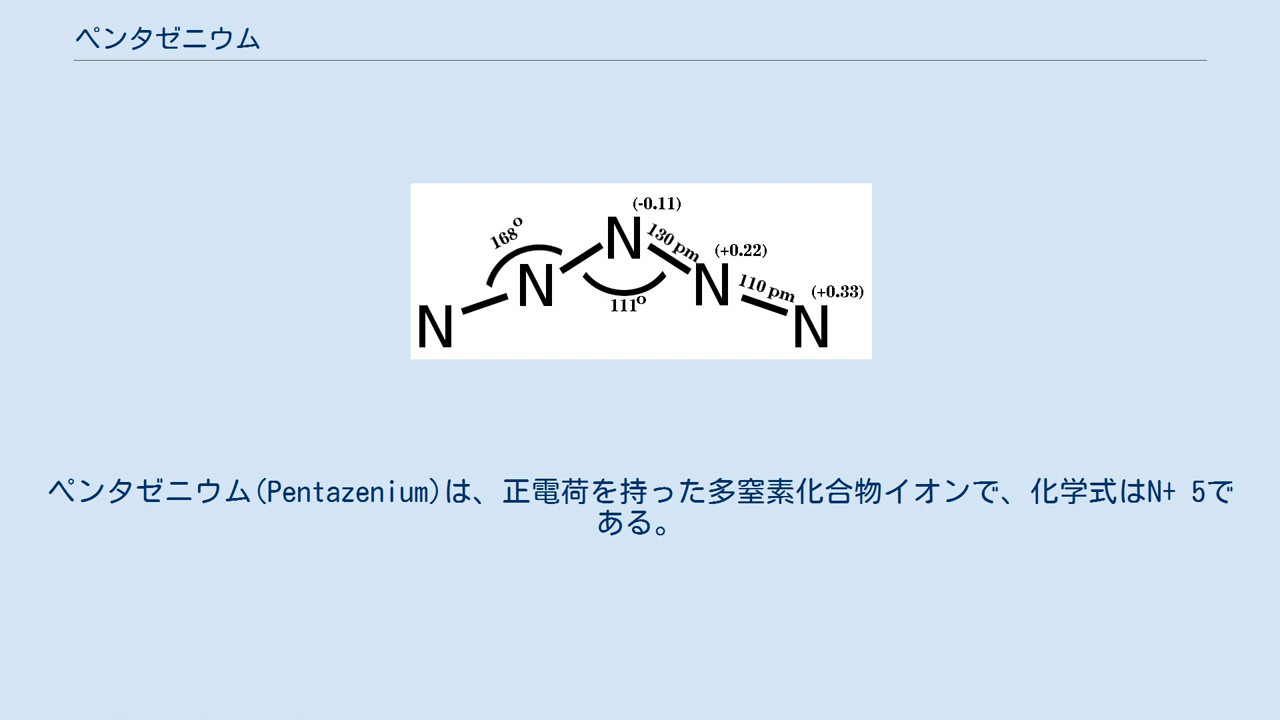 ペンタゼニウム
(-0.11)
168°
N
130 pm
(+0.22)
N
N
110 pm
(+0.33)
111°
N
N
ペンタゼニウム(Pentazenium)は、正電荷を持った多窒素化合物イオンで、化学式はN+ 5で
ある。